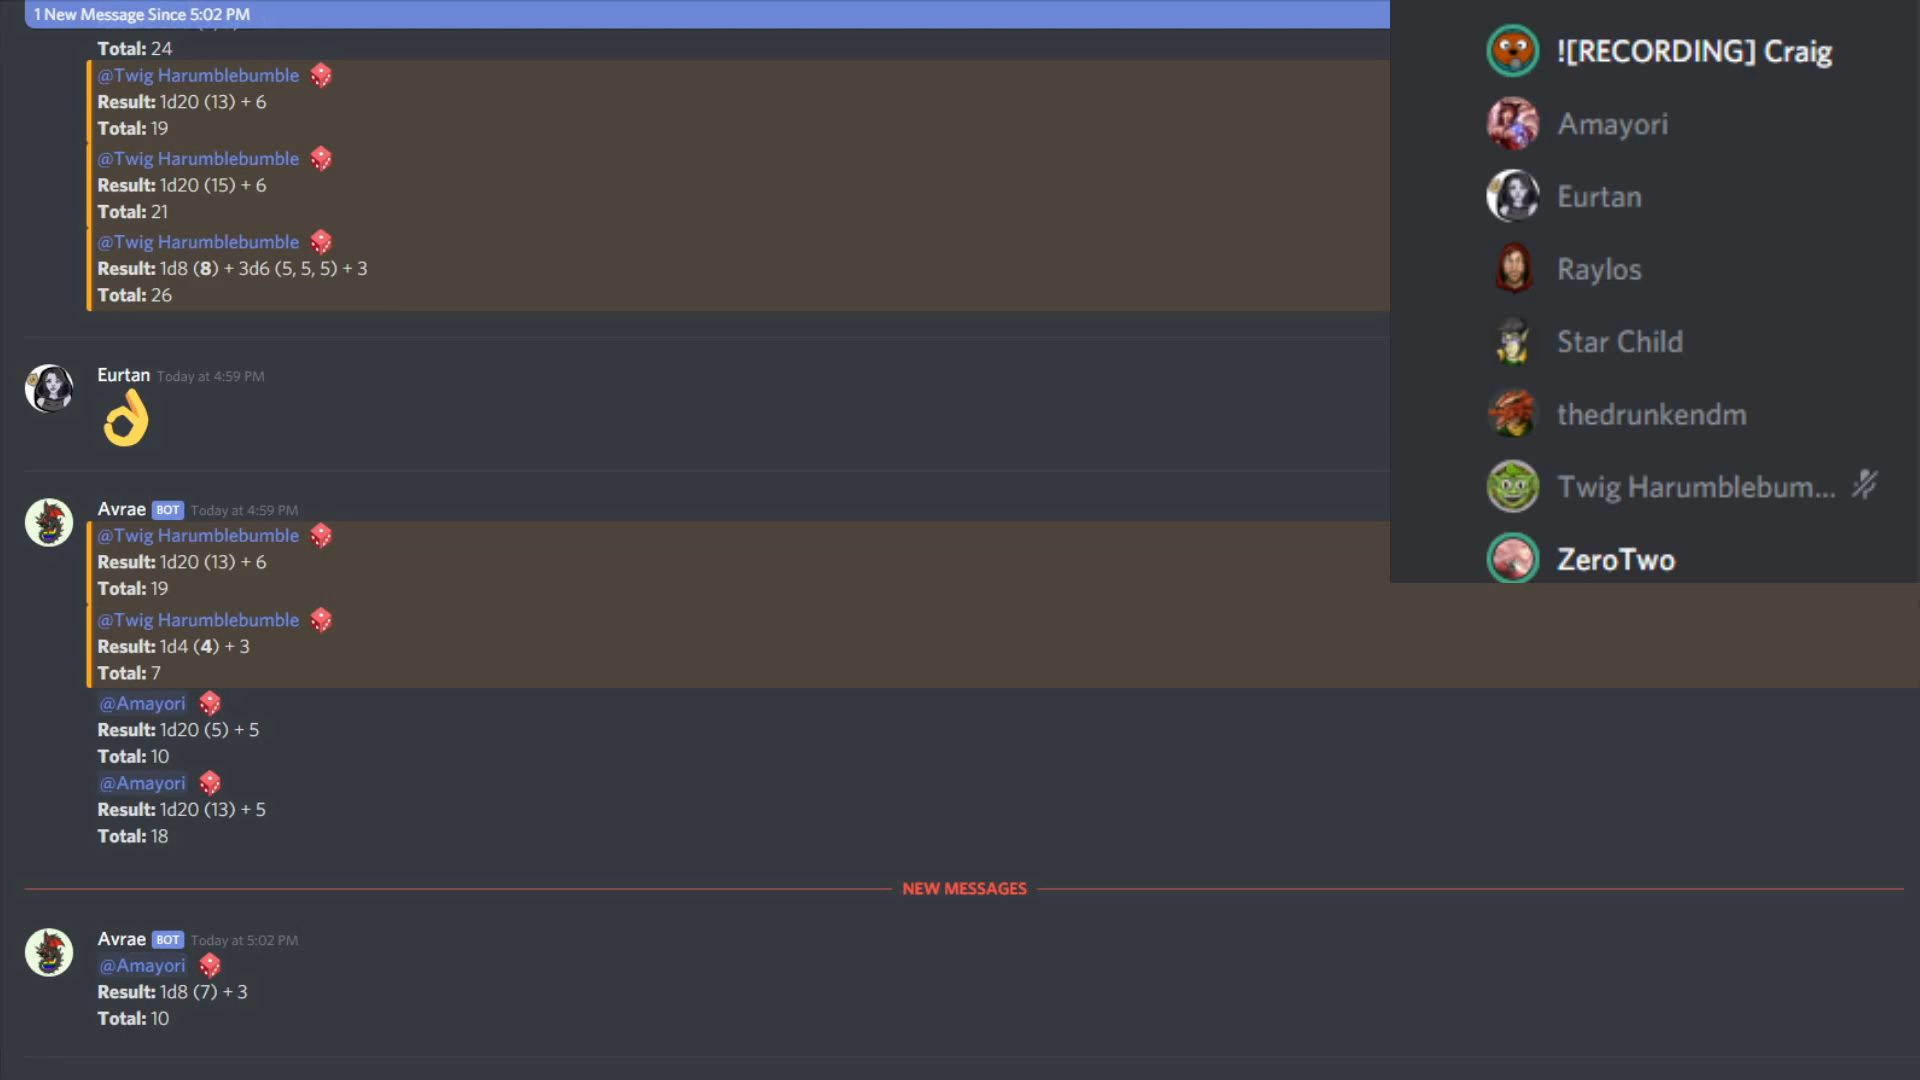 1 New Message Since 5:02 PM
Total: 24
@Twig Harumblebumble
Result: 1d20 (13) + 6
Total: 19
@Twig Harumblebumble
Result: 1d20 (15) + 6
Total: 21
@Twig Harumblebumble
Result: 1d8 (8) + 3d6 (5, 5, 5) + 3
Total: 26
Eurtan Today at 4:59 PM
Avrae BOT Today at 4:59 PM
@Twig Harumblebumble
Result: 1d20 (13) + 6
Total: 19
@Twig Harumblebumble
Result: 1d4 (4) + 3
Total: 7
@Amayori
Result: 1d20 (5) + 5
Total: 10
@Amayori
Result: 1d20 (13) + 5
Total: 18
NEW MESSAGES
Avrae BOT Today at 5:02 PM
@Amayori
Result: 1d8 (7) + 3
Total: 10
![RECORDING] Craig
Amayori
Eurtan
Raylos
Star Child
thedrunkendm
Twig Harumblebum...
ZeroTwo